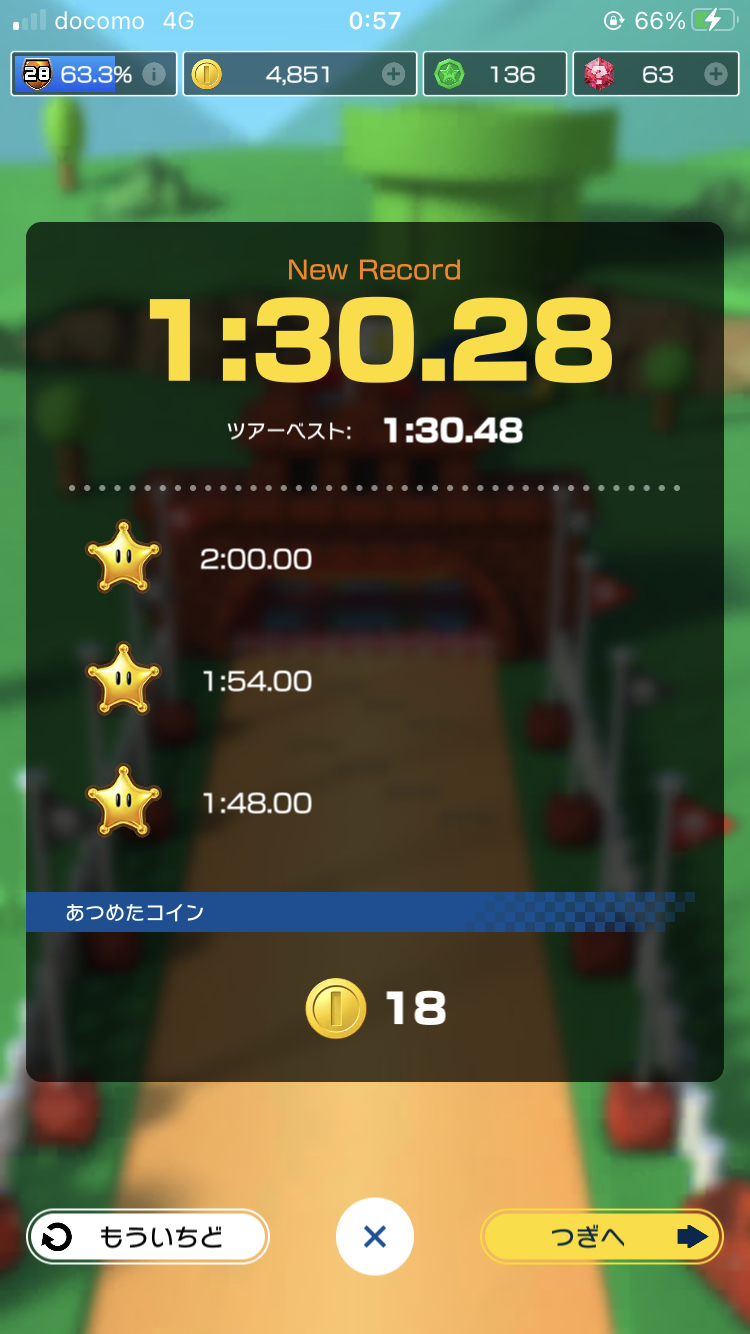 docomo 4G 0:57 66%
28 63.3% i 4,851 136 ? 63
New Record
1:30.28
ツアーベスト: 1:30.48
2:00.00
1:54.00
1:48.00
あつめたコイン
18
もういちど × つぎへ